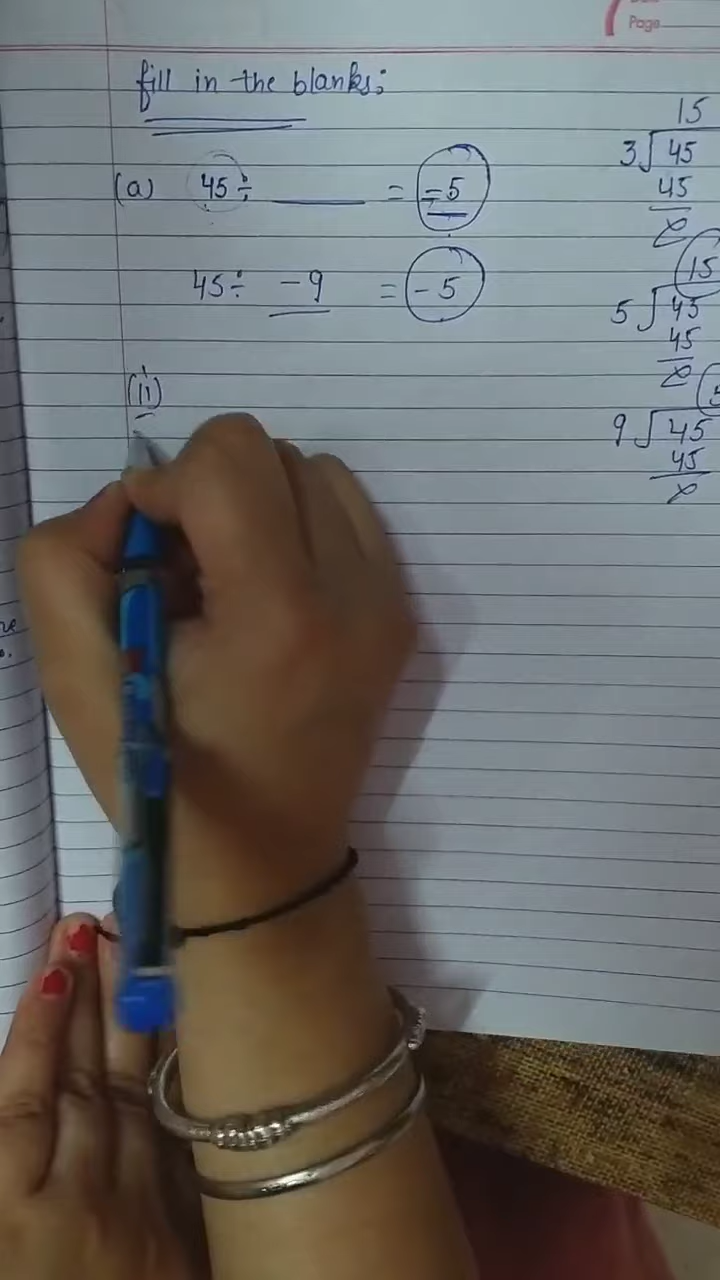 Page
fill in the blanks:
(a) 45 ÷ ____ = -5
45 ÷ -9 = -5
(ii)
15
3 45
45
0
15
5 45
45
0
9 45
45
0